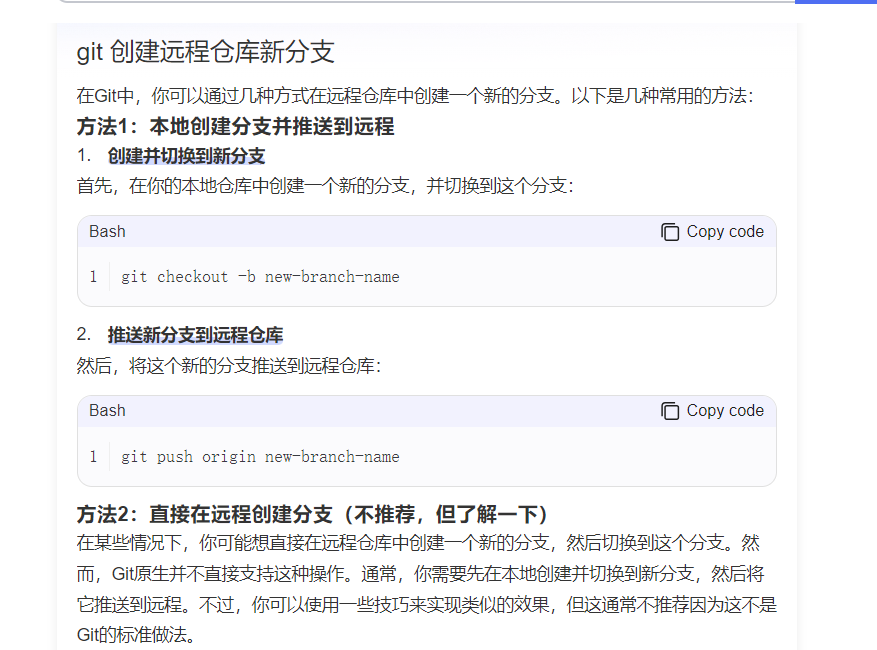 git 创建远程仓库新分支
在Git中，你可以通过几种方式在远程仓库中创建一个新的分支。以下是几种常用的方法：
方法1：本地创建分支并推送到远程
1. 创建并切换到新分支
首先，在你的本地仓库中创建一个新的分支，并切换到这个分支：
Bash Copy code
1 git checkout -b new-branch-name
2. 推送新分支到远程仓库
然后，将这个新的分支推送到远程仓库：
Bash Copy code
1 git push origin new-branch-name
方法2：直接在远程创建分支（不推荐，但了解一下）
在某些情况下，你可能想直接在远程仓库中创建一个新的分支，然后切换到这个分支。然
而，Git原生并不直接支持这种操作。通常，你需要先在本地创建并切换到新分支，然后将
它推送到远程。不过，你可以使用一些技巧来实现类似的效果，但这通常不推荐因为这不是
Git的标准做法。